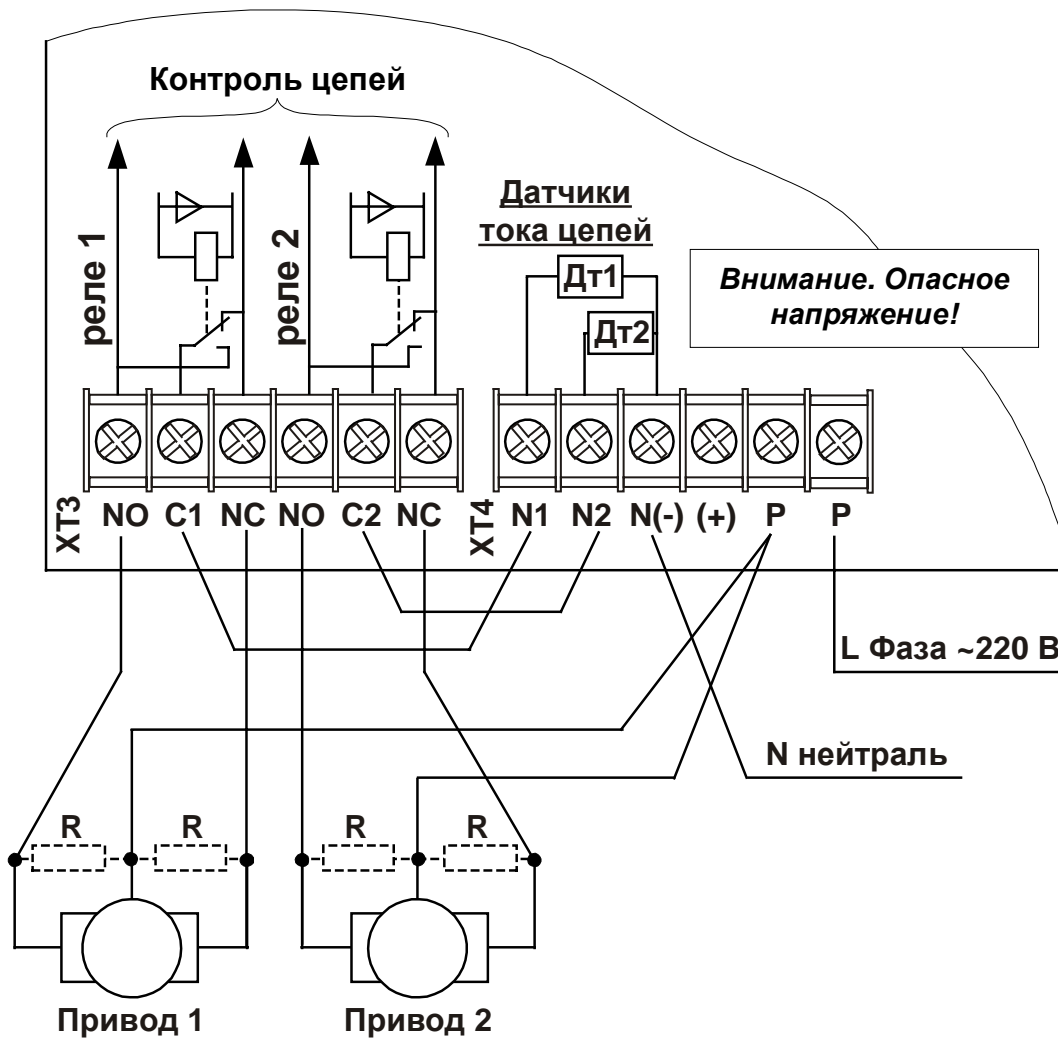 Контроль цепей
реле 1
реле 2
Датчики
тока цепей
Дт1
Дт2
Внимание. Опасное
напряжение!
XT3 NO C1 NC NO C2 NC
XT4 N1 N2 N(-) (+) P P
L Фаза ~220 В
N нейтраль
R R R R
Привод 1 Привод 2